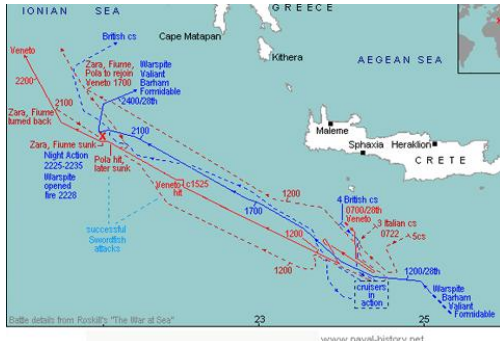 IONIAN SEA
GREECE
British cs
Cape Matapan
Kithera
AEGEAN SEA
Veneto
2200
Zara, Fiume,
Pola to rejoin
Veneto 1700
Warspite
Valiant
Barham
Formidable
2400/28th
2100
Zara, Fiume
turned back
X
2100
Zara, Fiume sunk
Night Action
2225-2235
Warspite
opened
fire 2228
Pola hit,
later sunk
Maleme
Sphaxia
Heraklion
CRETE
Veneto
hit
c1525
1200
1700
4 British cs
0700/28th
Veneto
3 Italian cs
0722
5cs
successful
Swordfish
attacks
1200
1200
1200/28th
cruisers
in
action
Warspite
Barham
Valiant
Formidable
Battle details from Roskill's "The War at Sea"
23
25
www.naval-history.net